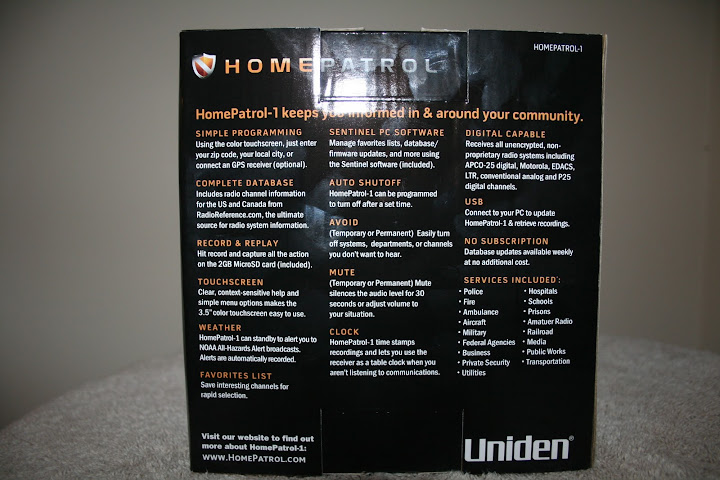 HOMEPATROL-1
HOMEPATROL
HomePatrol-1 keeps you informed in & around your community.
SIMPLE PROGRAMMING
Using the color touchscreen, just enter
your zip code, your local city, or
connect an GPS receiver (optional).
COMPLETE DATABASE
Includes radio channel information
for the US and Canada from
RadioReference.com, the ultimate
source for radio system information.
RECORD & REPLAY
Hit record and capture all the action
on the 2GB MicroSD card (included).
TOUCHSCREEN
Clear, context-sensitive help and
simple menu options makes the
3.5" color touchscreen easy to use.
WEATHER
HomePatrol-1 can standby to alert you to
NOAA All-Hazards Alert broadcasts.
Alerts are automatically recorded.
FAVORITES LIST
Save interesting channels for
rapid selection.
Visit our website to find out
more about HomePatrol-1:
WWW.HOMEPATROL.COM
SENTINEL PC SOFTWARE
Manage favorites lists, database/
firmware updates, and more using
the Sentinel software (included).
AUTO SHUTOFF
HomePatrol-1 can be programmed
to turn off after a set time.
AVOID
(Temporary or Permanent) Easily turn
off systems, departments, or channels
you don't want to hear.
MUTE
(Temporary or Permanent) Mute
silences the audio level for 30
seconds or adjust volume to
your situation.
CLOCK
HomePatrol-1 time stamps
recordings and lets you use the
receiver as a table clock when you
aren't listening to communications.
DIGITAL CAPABLE
Receives all unencrypted, non-
proprietary radio systems including
APCO-25 digital, Motorola, EDACS,
LTR, conventional analog and P25
digital channels.
USB
Connect to your PC to update
HomePatrol-1 & retrieve recordings.
NO SUBSCRIPTION
Database updates available weekly
at no additional cost.
SERVICES INCLUDED*:
• Police
• Fire
• Ambulance
• Aircraft
• Military
• Federal Agencies
• Business
• Private Security
• Utilities
• Hospitals
• Schools
• Prisons
• Amatuer Radio
• Railroad
• Media
• Public Works
• Transportation
Uniden®